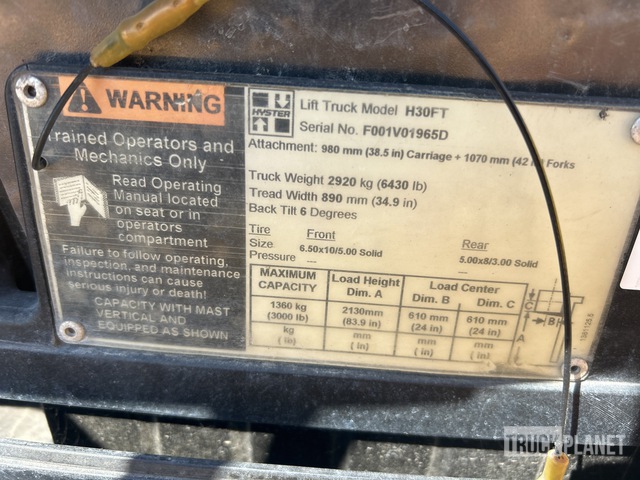 WARNING
Trained Operators and
Mechanics Only
Read Operating
Manual located
on seat or in
operators
compartment
Failure to follow operating,
inspection, and maintenance
instructions can cause
serious injury or death!
CAPACITY WITH MAST
VERTICAL AND
EQUIPPED AS SHOWN
HYSTER
Lift Truck Model H30FT
Serial No. F001V01965D
Attachment: 980 mm (38.5 in) Carriage + 1070 mm (42 in) Forks
Truck Weight 2920 kg (6430 lb)
Tread Width 890 mm (34.9 in)
Back Tilt 6 Degrees
Tire Front Rear
Size 6.50x10/5.00 Solid 5.00x8/3.00 Solid
Pressure ---- ----
MAXIMUM CAPACITY Load Height Dim. A Load Center Dim. B Dim. C
1360 kg (3000 lb) 2130mm (83.9 in) 610 mm (24 in) 610 mm (24 in)
kg (lb) mm (in) mm (in) mm (in)
C
B
A
TRUCKPLANET